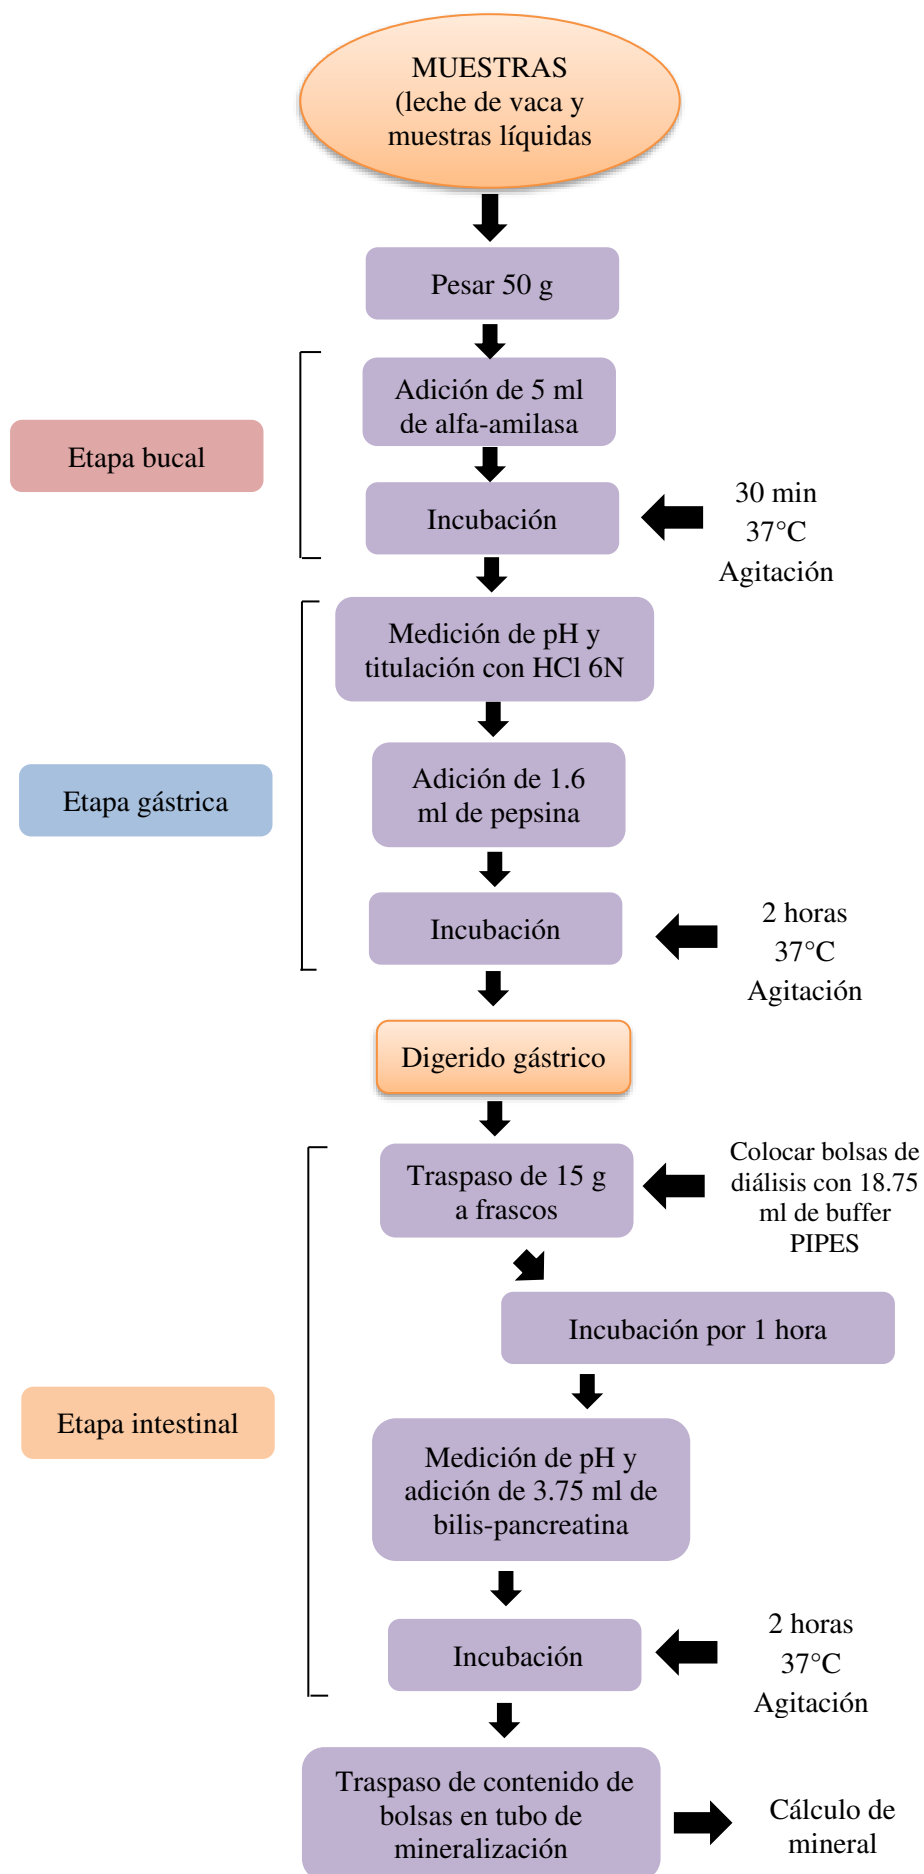 MUESTRAS
(leche de vaca y
muestras líquidas
Pesar 50 g
Etapa bucal
Adición de 5 ml
de alfa-amilasa
Incubación
30 min
37°C
Agitación
Etapa gástrica
Medición de pH y
titulación con HCl 6N
Adición de 1.6
ml de pepsina
Incubación
2 horas
37°C
Agitación
Digerido gástrico
Etapa intestinal
Traspaso de 15 g
a frascos
Colocar bolsas de
diálisis con 18.75
ml de buffer
PIPES
Incubación por 1 hora
Medición de pH y
adición de 3.75 ml de
bilis-pancreatina
Incubación
2 horas
37°C
Agitación
Traspaso de contenido de
bolsas en tubo de
mineralización
Cálculo de
mineral